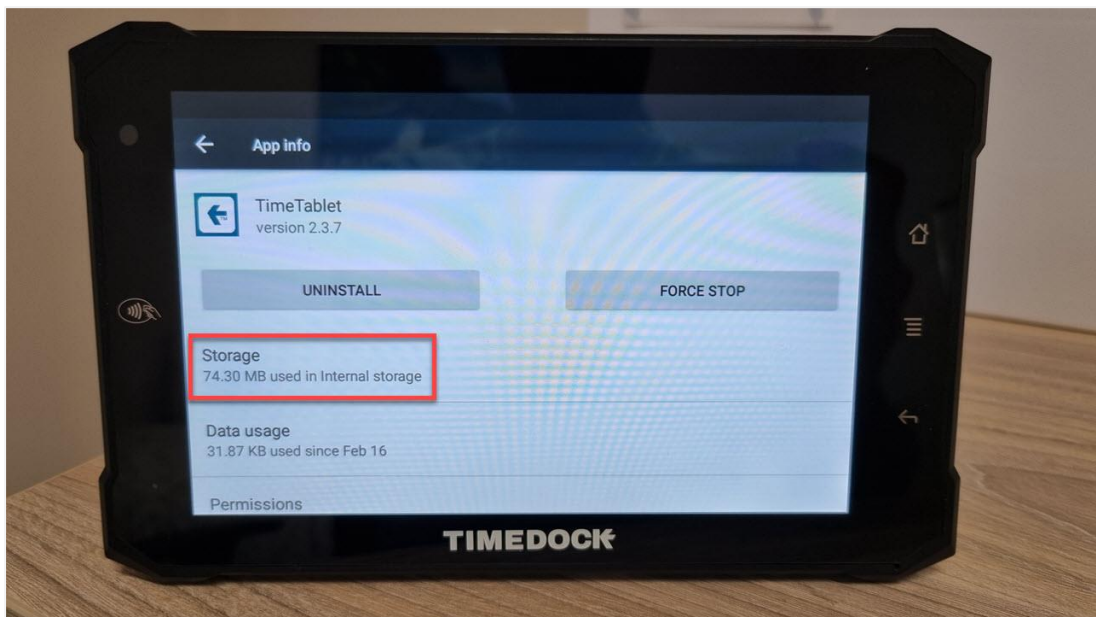 App info
TimeTablet
version 2.3.7
UNINSTALL
FORCE STOP
Storage
74.30 MB used in Internal storage
Data usage
31.87 KB used since Feb 16
Permissions
TIMEDOCK